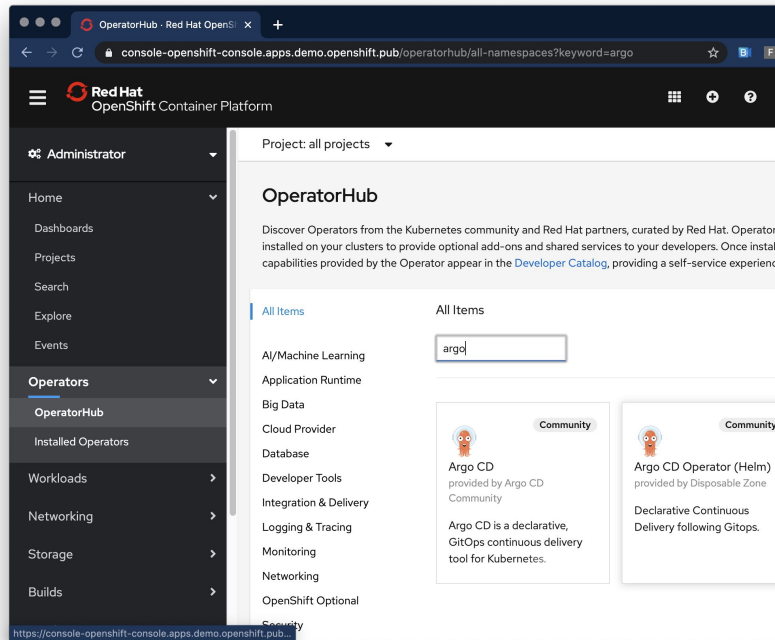 OperatorHub · Red Hat OpenS
console-openshift-console.apps.demo.openshift.pub/operatorhub/all-namespaces?keyword=argo
Red Hat
OpenShift Container Platform
Administrator
Home
Dashboards
Projects
Search
Explore
Events
Operators
OperatorHub
Installed Operators
Workloads
Networking
Storage
Builds
https://console-openshift-console.apps.demo.openshift.pub...
Project: all projects
OperatorHub
Discover Operators from the Kubernetes community and Red Hat partners, curated by Red Hat. Operator
installed on your clusters to provide optional add-ons and shared services to your developers. Once instal
capabilities provided by the Operator appear in the Developer Catalog, providing a self-service experienc
All Items
AI/Machine Learning
Application Runtime
Big Data
Cloud Provider
Database
Developer Tools
Integration & Delivery
Logging & Tracing
Monitoring
Networking
OpenShift Optional
Security
All Items
argo
Community
Argo CD
provided by Argo CD
Community
Argo CD is a declarative,
GitOps continuous delivery
tool for Kubernetes.
Community
Argo CD Operator (Helm)
provided by Disposable Zone
Declarative Continuous
Delivery following Gitops.